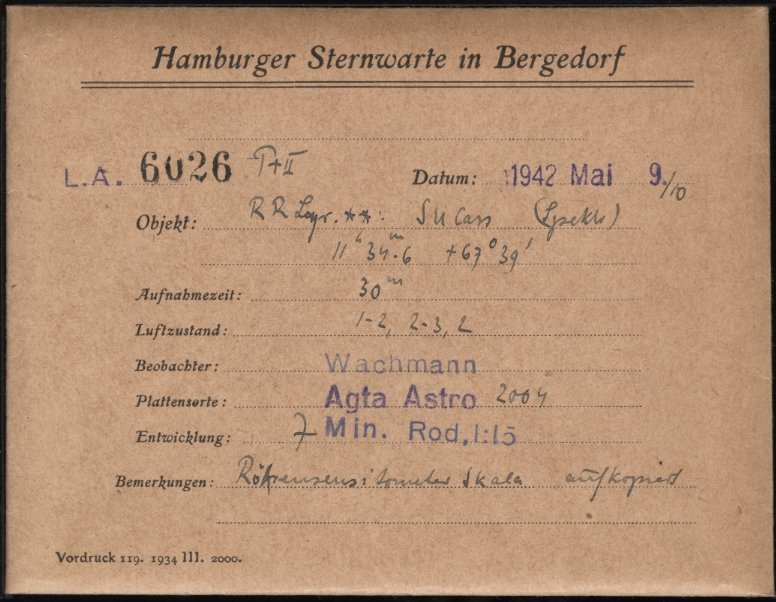 Hamburger Sternwarte in Bergedorf
L.A. 6026 I+II Datum: 1942 Mai 9./10
Objekt: RR Lyr. **: SU Cass (Spektr)
11h 34m.6 +67° 39'
Aufnahmezeit: 30m
Luftzustand: 1-2, 2-3, 2
Beobachter: Wachmann
Plattensorte: Agfa Astro 2004
Entwicklung: 7 Min. Rod. 1:15
Bemerkungen: Röhrensensitometer Skala aufkopiert
Vordruck 119. 1934 III. 2000.